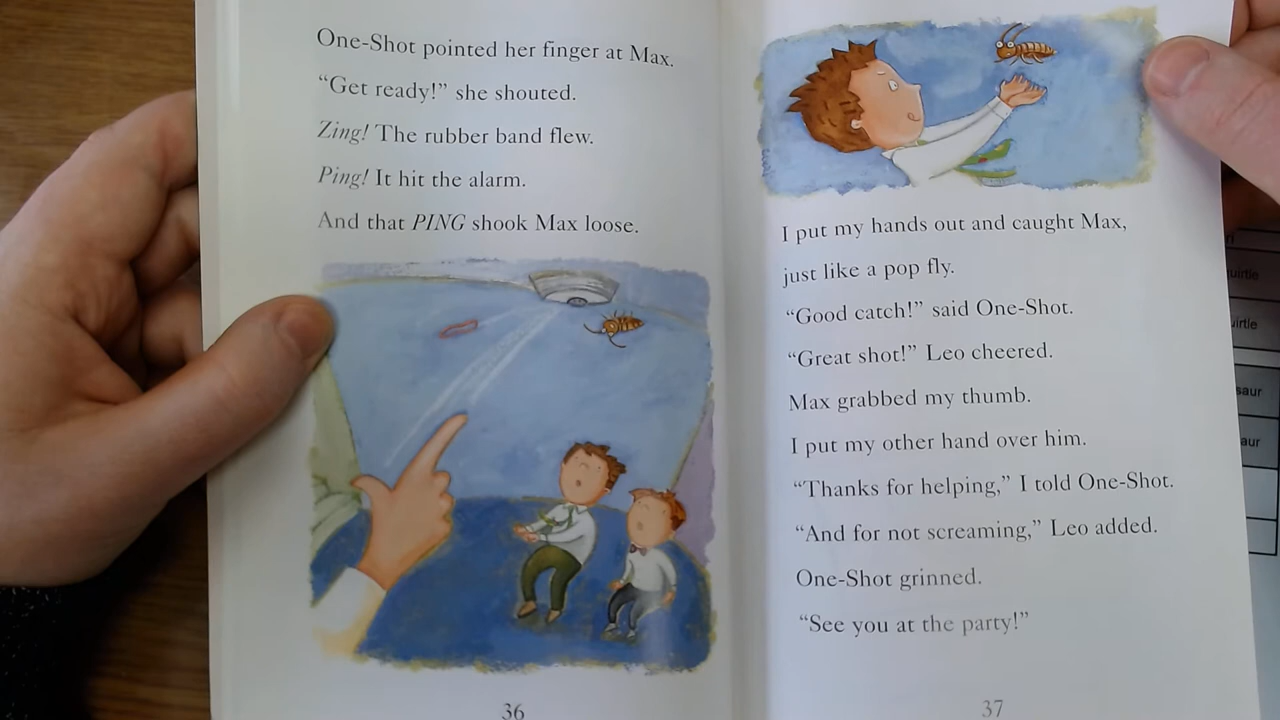 One-Shot pointed her finger at Max.
“Get ready!” she shouted.
Zing! The rubber band flew.
Ping! It hit the alarm.
And that PING shook Max loose.
36
I put my hands out and caught Max,
just like a pop fly.
“Good catch!” said One-Shot.
“Great shot!” Leo cheered.
Max grabbed my thumb.
I put my other hand over him.
“Thanks for helping,” I told One-Shot.
“And for not screaming,” Leo added.
One-Shot grinned.
“See you at the party!”
37